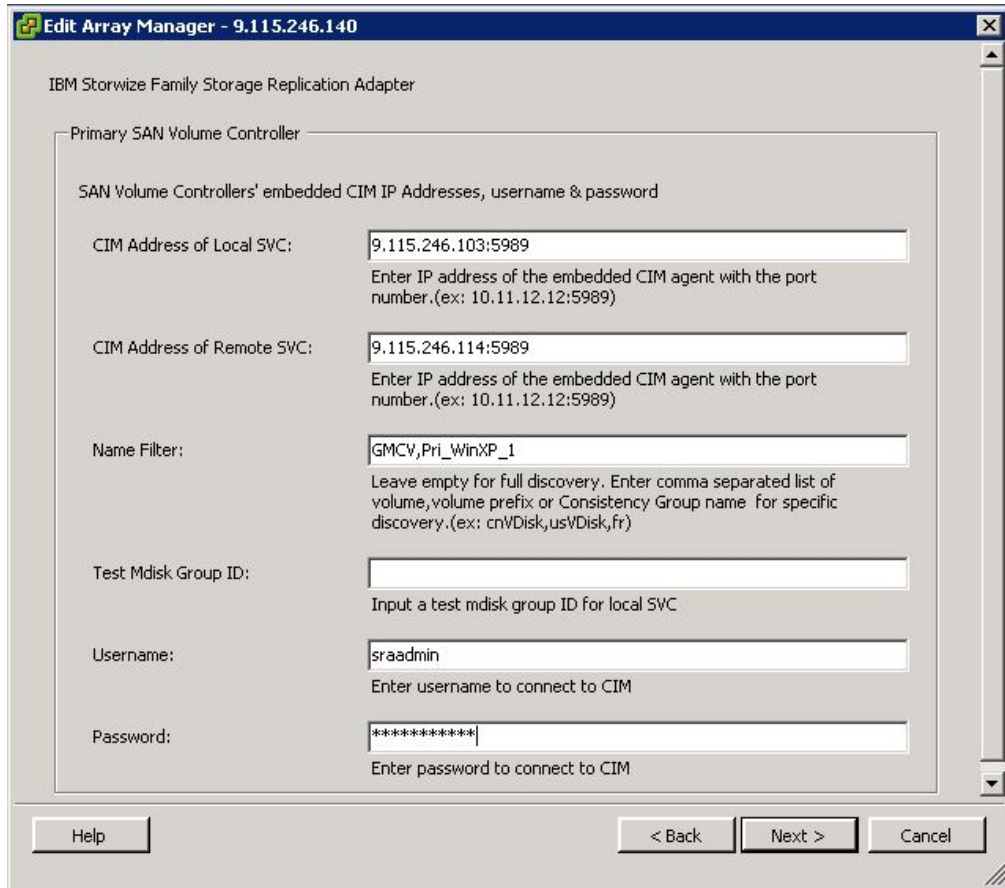 Edit Array Manager - 9.115.246.140
IBM Storwize Family Storage Replication Adapter
Primary SAN Volume Controller
SAN Volume Controllers' embedded CIM IP Addresses, username & password
CIM Address of Local SVC:
9.115.246.103:5989
Enter IP address of the embedded CIM agent with the port
number.(ex: 10.11.12.12:5989)
CIM Address of Remote SVC:
9.115.246.114:5989
Enter IP address of the embedded CIM agent with the port
number.(ex: 10.11.12.12:5989)
Name Filter:
GMCV,Pri_WinXP_1
Leave empty for full discovery. Enter comma separated list of
volume,volume prefix or Consistency Group name for specific
discovery.(ex: cnVDisk,usVDisk,fr)
Test Mdisk Group ID:
Input a test mdisk group ID for local SVC
Username:
sraadmin
Enter username to connect to CIM
Password:
***********
Enter password to connect to CIM
Help
< Back
Next >
Cancel